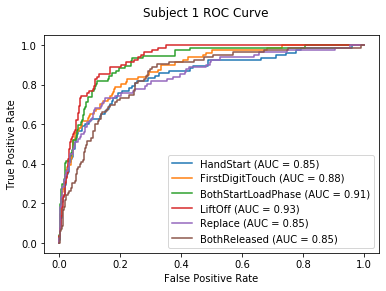 Subject 1 ROC Curve
1.0
0.8
0.6
0.4
0.2
0.0
True Positive Rate
HandStart (AUC = 0.85)
FirstDigitTouch (AUC = 0.88)
BothStartLoadPhase (AUC = 0.91)
LiftOff (AUC = 0.93)
Replace (AUC = 0.85)
BothReleased (AUC = 0.85)
0.0 0.2 0.4 0.6 0.8 1.0
False Positive Rate